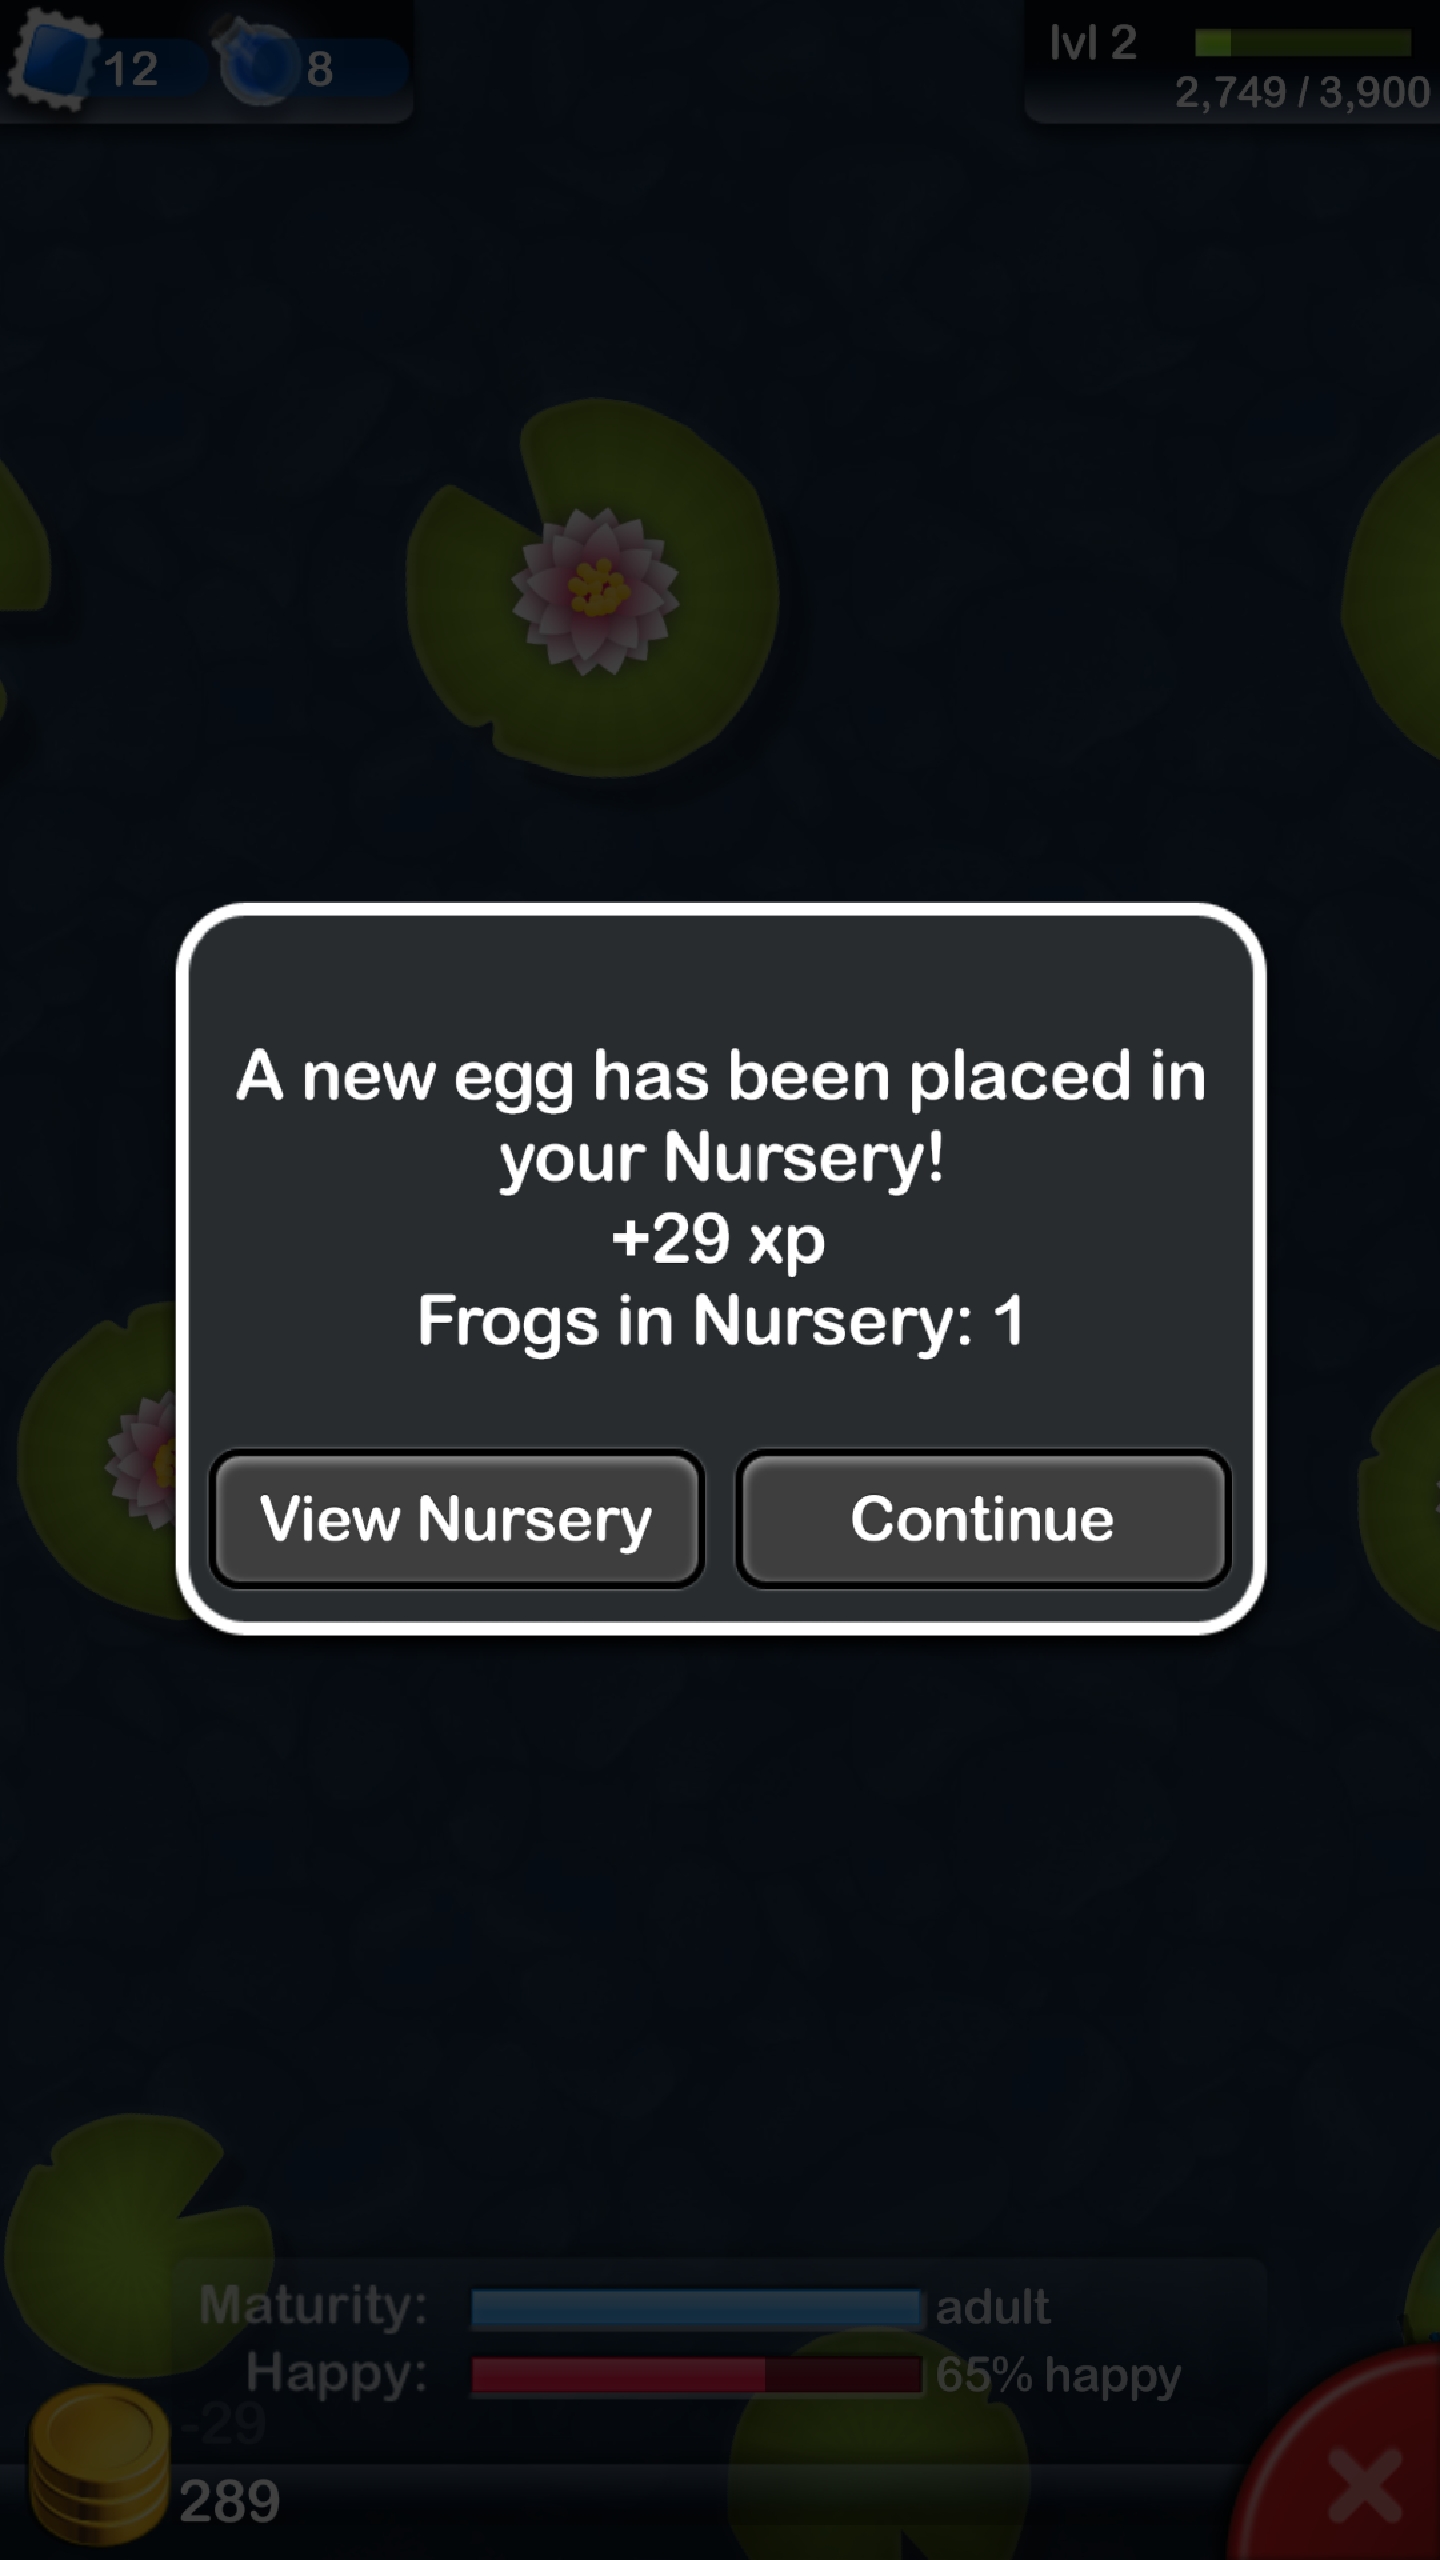 12
8
lvl 2
2,749 / 3,900
A new egg has been placed in
your Nursery!
+29 xp
Frogs in Nursery: 1
View Nursery
Continue
Maturity:
adult
Happy:
65% happy
-29
289